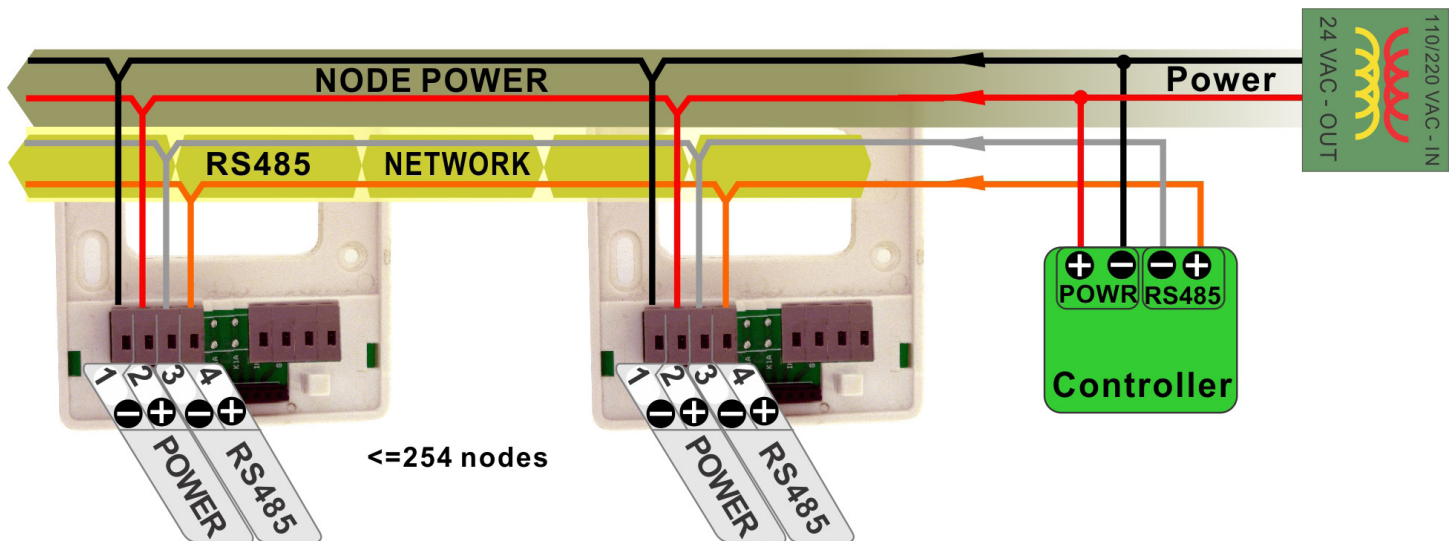 110/220 VAC - IN
24 VAC - OUT
NODE POWER
Power
RS485 NETWORK
POWR RS485
Controller
1 2 3 4
POWER
RS485
<=254 nodes
1 2 3 4
POWER
RS485